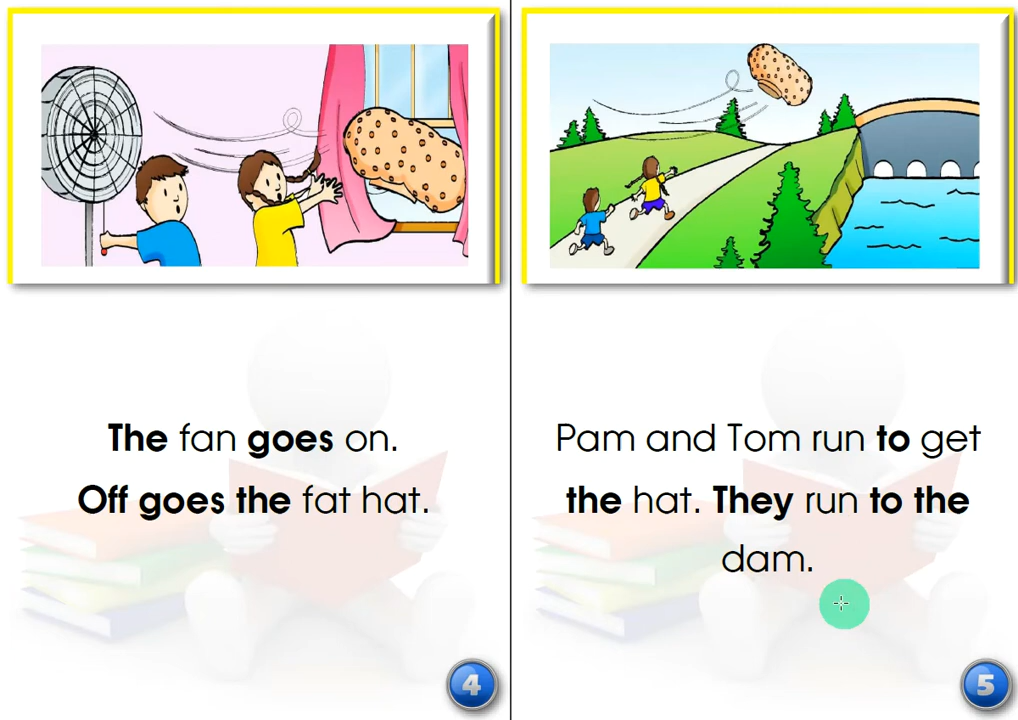 The fan goes on.
Off goes the fat hat.
4
Pam and Tom run to get
the hat. They run to the
dam.
5